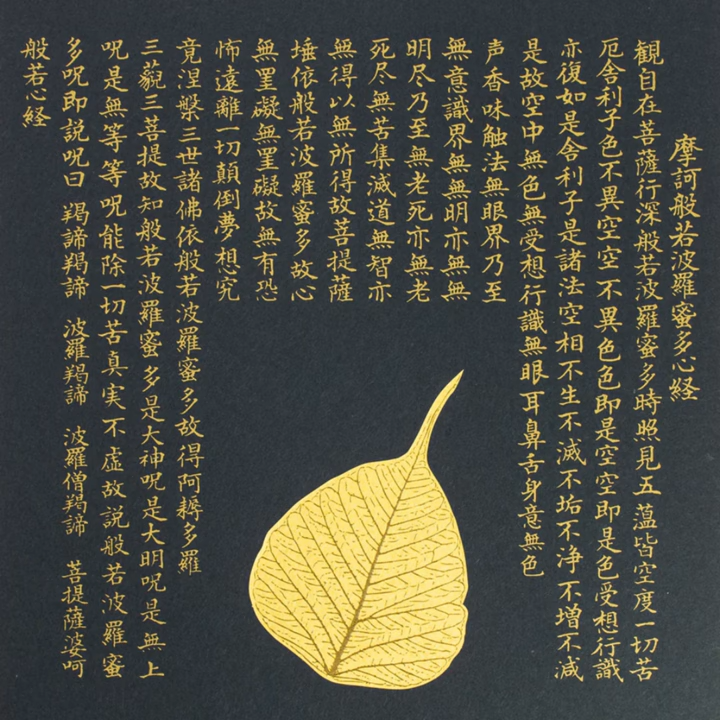 摩訶般若波羅蜜多心経
観自在菩薩行深般若波羅蜜多時照見五蘊皆空度一切苦
厄舎利子色不異空空不異色色即是空空即是色受想行識
亦復如是舎利子是諸法空相不生不滅不垢不浄不増不減
是故空中無色無受想行識無眼耳鼻舌身意無色
声香味触法無眼界乃至
無意識界無無明亦無無
明尽乃至無老死亦無老
死尽無苦集滅道無智亦
無得以無所得故菩提薩
埵依般若波羅蜜多故心
無罣礙無罣礙故無有恐
怖遠離一切顛倒夢想究
竟涅槃三世諸佛依般若波羅蜜多故得阿耨多羅
三藐三菩提故知般若波羅蜜多是大神呪是大明呪是無上
呪是無等等呪能除一切苦真実不虚故説般若波羅蜜
多呪即説呪曰 羯諦羯諦 波羅羯諦 波羅僧羯諦 菩提薩婆呵
般若心経